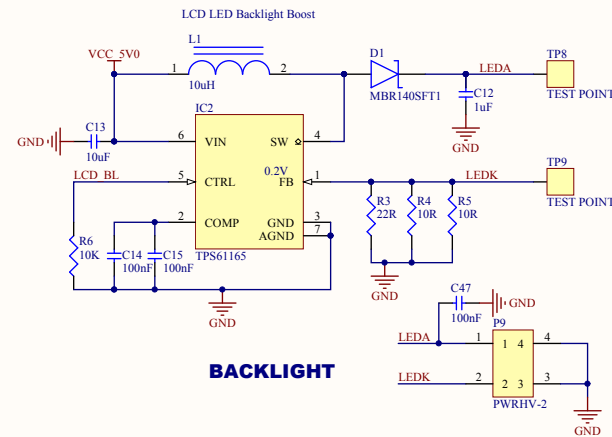 LCD LED Backlight Boost
VCC_5V0
L1
1 2
10uH
D1
MBR140SFT1
LEDA
TP8
TEST POINT
C12
1uF
GND
GND
C13
10uF
IC2
6 VIN
SW 4
LCD_BL
5 CTRL
0.2V
FB 1
LEDK
TP9
TEST POINT
2 COMP
GND 3
AGND 7
TPS61165
R6
10K
C14
100nF
C15
100nF
GND
R3
22R
R4
10R
R5
10R
GND
C47
100nF
GND
P9
LEDA 1 1 4 4
LEDK 2 2 3 3
PWRHV-2
GND
BACKLIGHT